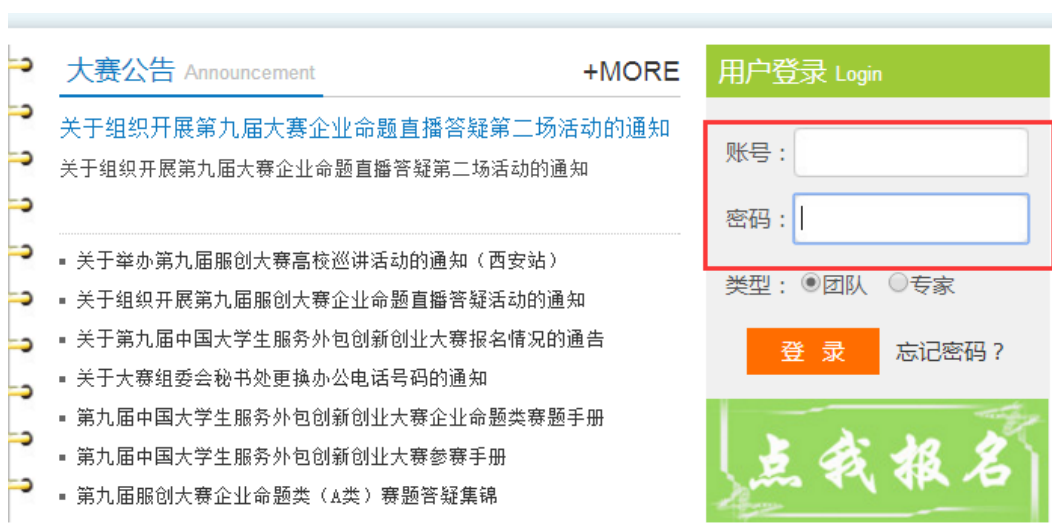 大赛公告 Announcement
+MORE
关于组织开展第九届大赛企业命题直播答疑第二场活动的通知
关于组织开展第九届大赛企业命题直播答疑第二场活动的通知
关于举办第九届服创大赛高校巡讲活动的通知（西安站）
关于组织开展第九届服创大赛企业命题直播答疑活动的通知
关于第九届中国大学生服务外包创新创业大赛报名情况的通告
关于大赛组委会秘书处更换办公电话号码的通知
第九届中国大学生服务外包创新创业大赛企业命题类赛题手册
第九届中国大学生服务外包创新创业大赛参赛手册
第九届服创大赛企业命题类（A类）赛题答疑集锦
用户登录 Login
账号：
密码：
类型： 团队 专家
登 录 忘记密码？
点我报名